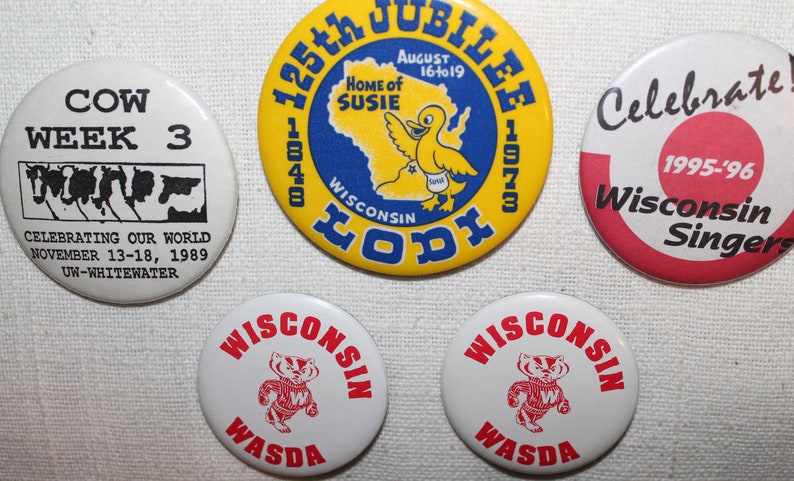 COW
WEEK 3
CELEBRATING OUR WORLD
NOVEMBER 13-18, 1989
UW-WHITEWATER
125th JUBILEE
1848
1973
AUGUST
16 to 19
HOME OF
SUSIE
SUSIE
WISCONSIN
LODI
Celebrate!
1995-'96
Wisconsin
Singers
WISCONSIN
W
WASDA
WISCONSIN
W
WASDA